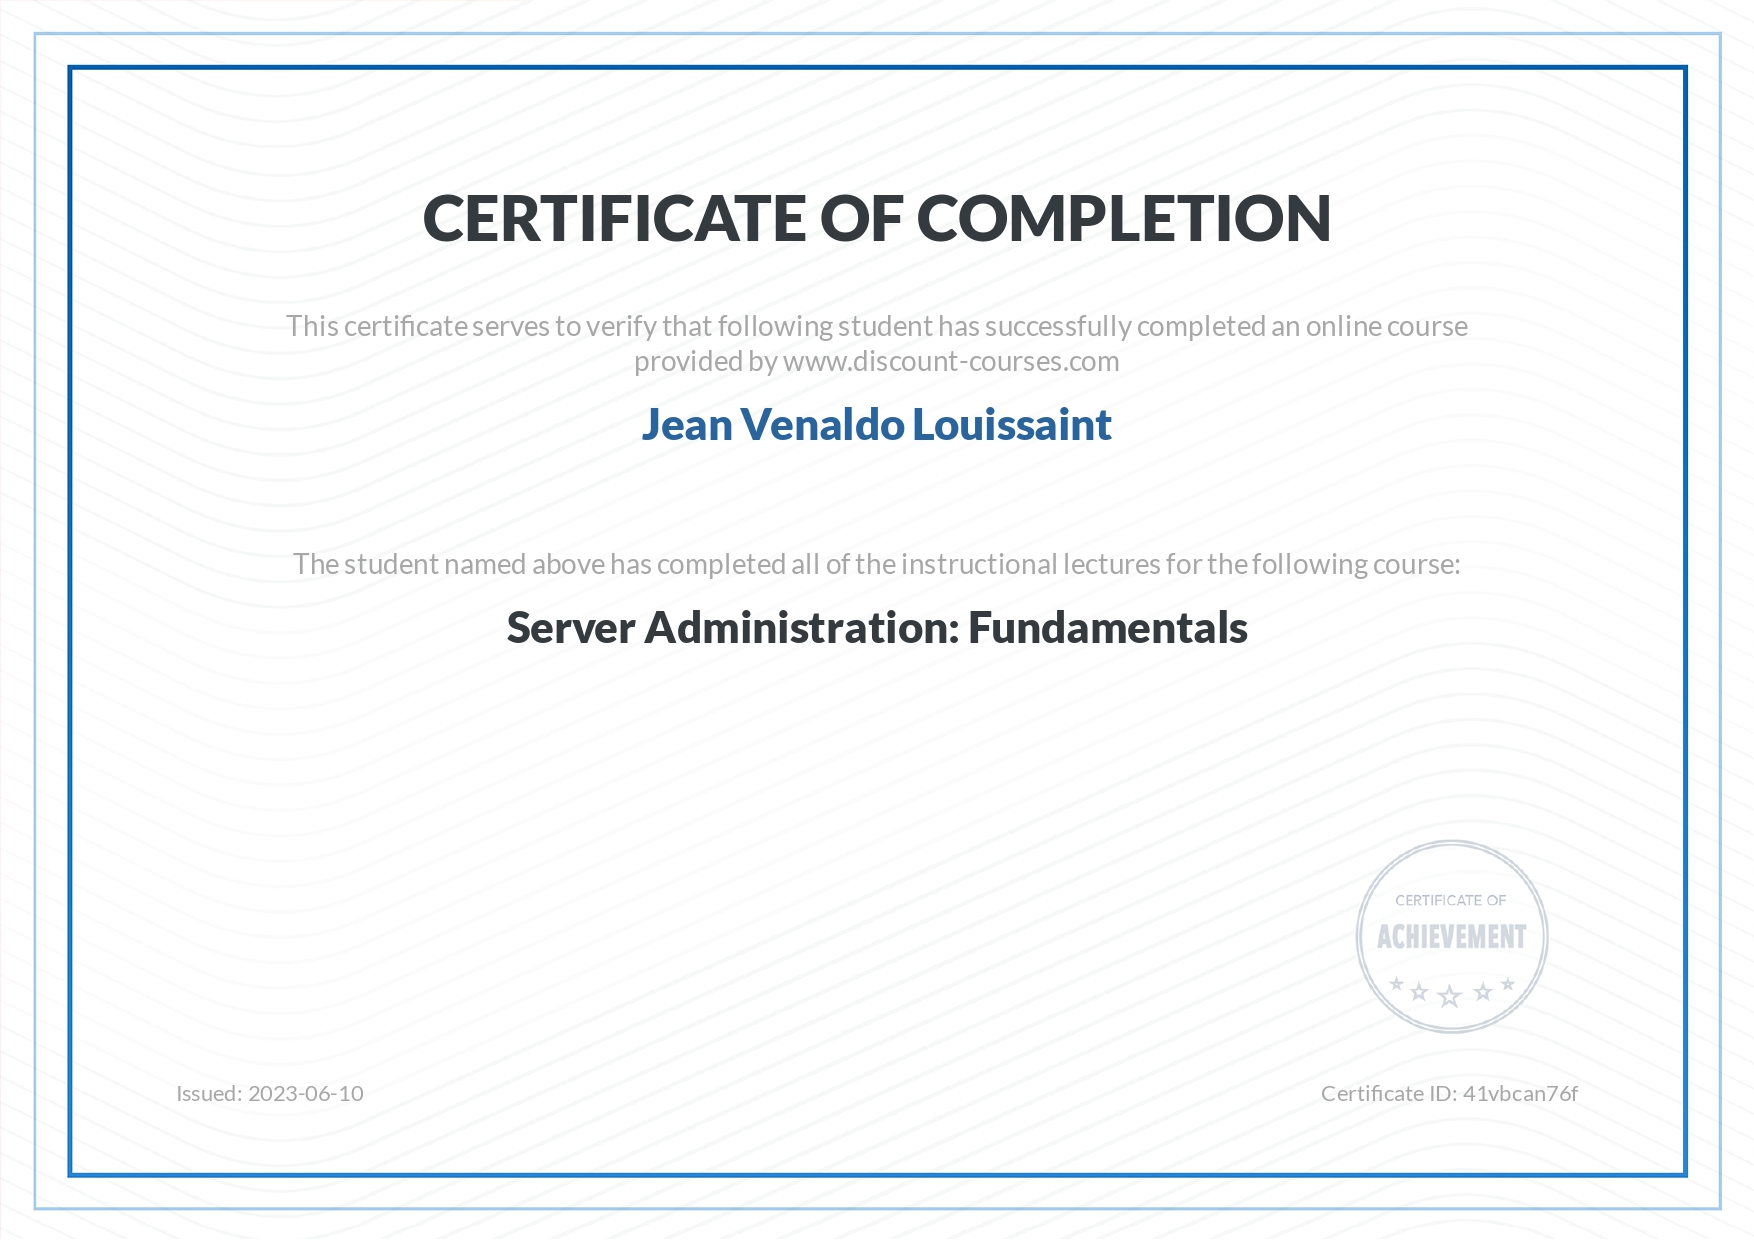 CERTIFICATE OF COMPLETION
This certificate serves to verify that following student has successfully completed an online course
provided by www.discount-courses.com
Jean Venaldo Louissaint
The student named above has completed all of the instructional lectures for the following course:
Server Administration: Fundamentals
CERTIFICATE OF
ACHIEVEMENT
Issued: 2023-06-10
Certificate ID: 41vbcan76f